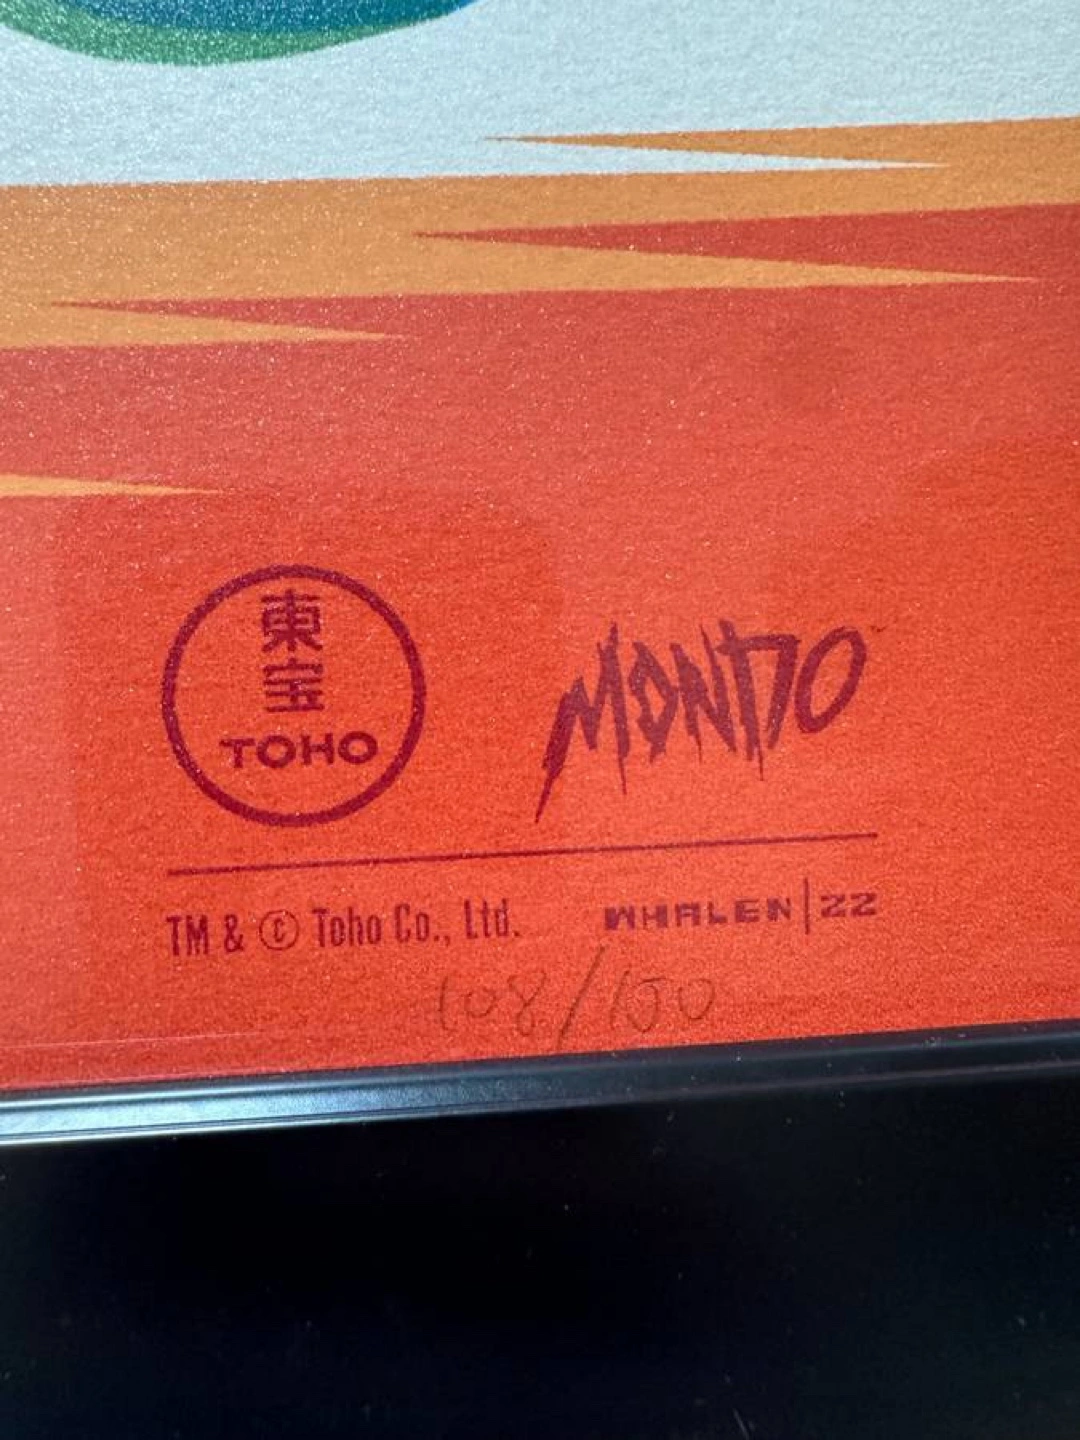 東宝
TOHO
MONDO
TM & © Toho Co., Ltd.
WHALEN|22
108/150